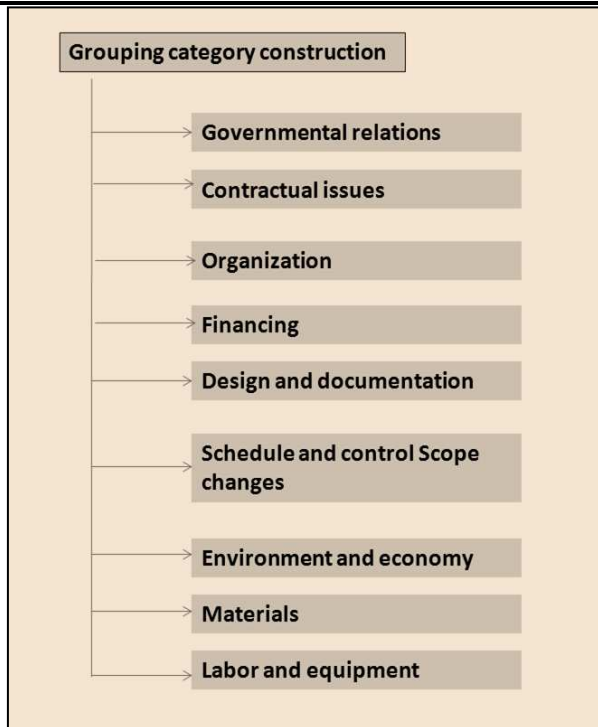 Grouping category construction
Governmental relations
Contractual issues
Organization
Financing
Design and documentation
Schedule and control Scope
changes
Environment and economy
Materials
Labor and equipment